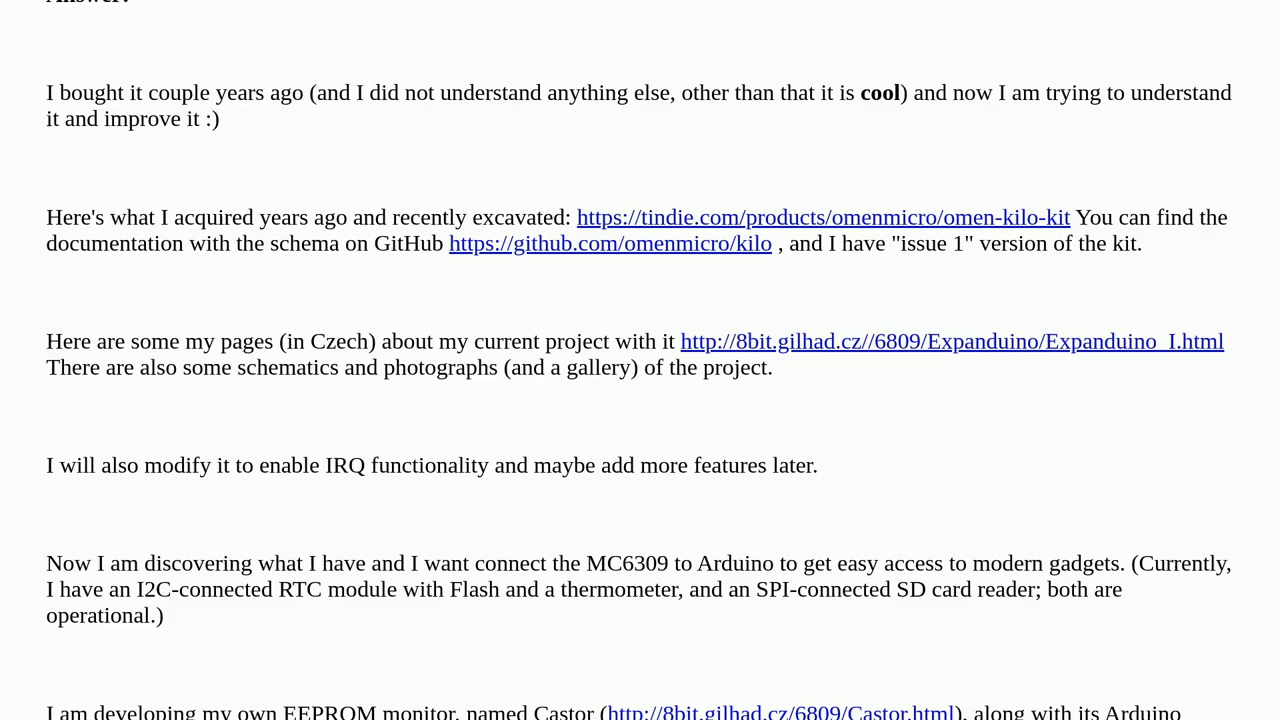 Answer:
I bought it couple years ago (and I did not understand anything else, other than that it is cool) and now I am trying to understand
it and improve it :)
Here's what I acquired years ago and recently excavated: https://tindie.com/products/omenmicro/omen-kilo-kit You can find the
documentation with the schema on GitHub https://github.com/omenmicro/kilo , and I have "issue 1" version of the kit.
Here are some my pages (in Czech) about my current project with it http://8bit.gilhad.cz//6809/Expanduino/Expanduino_I.html
There are also some schematics and photographs (and a gallery) of the project.
I will also modify it to enable IRQ functionality and maybe add more features later.
Now I am discovering what I have and I want connect the MC6309 to Arduino to get easy access to modern gadgets. (Currently,
I have an I2C-connected RTC module with Flash and a thermometer, and an SPI-connected SD card reader; both are
operational.)
I am developing my own EEPROM monitor, named Castor (http://8bit.gilhad.cz/6809/Castor.html), along with its Arduino